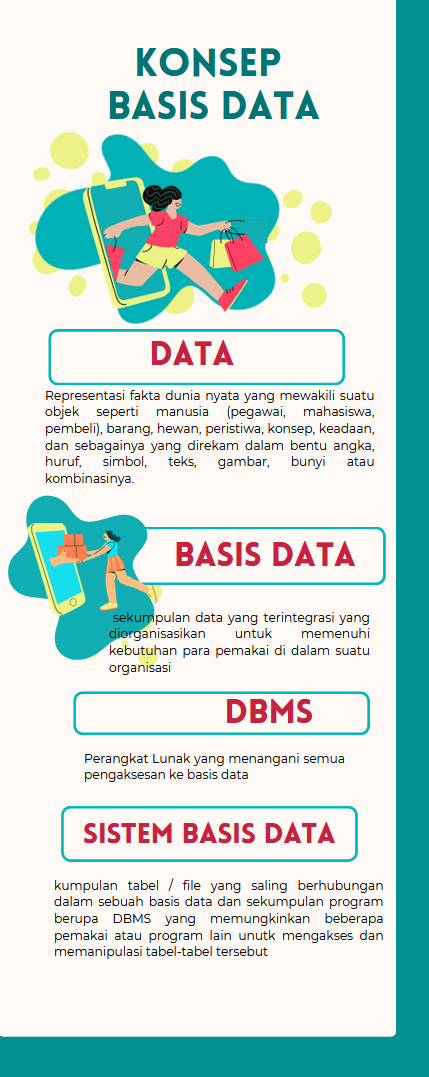 KONSEP
BASIS DATA
DATA
Representasi fakta dunia nyata yang mewakili suatu
objek seperti manusia (pegawai, mahasiswa,
pembeli), barang, hewan, peristiwa, konsep, keadaan,
dan sebagainya yang direkam dalam bentu angka,
huruf, simbol, teks, gambar, bunyi atau
kombinasinya.
BASIS DATA
sekumpulan data yang terintegrasi yang
diorganisasikan untuk memenuhi
kebutuhan para pemakai di dalam suatu
organisasi
DBMS
Perangkat Lunak yang menangani semua
pengaksesan ke basis data
SISTEM BASIS DATA
kumpulan tabel / file yang saling berhubungan
dalam sebuah basis data dan sekumpulan program
berupa DBMS yang memungkinkan beberapa
pemakai atau program lain unutk mengakses dan
memanipulasi tabel-tabel tersebut